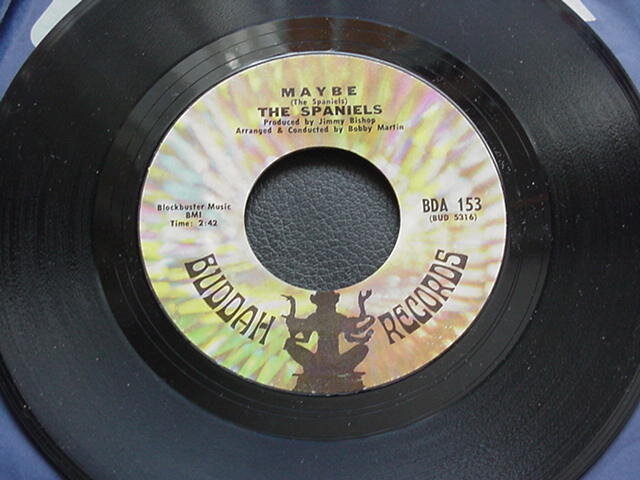 MAYBE
(The Spaniels)
THE SPANIELS
Produced by Jimmy Bishop
Arranged & Conducted by Bobby Martin
Blockbuster Music
BMI
Time: 2:42
BDA 153
(BUD 5316)
BUDDAH RECORDS